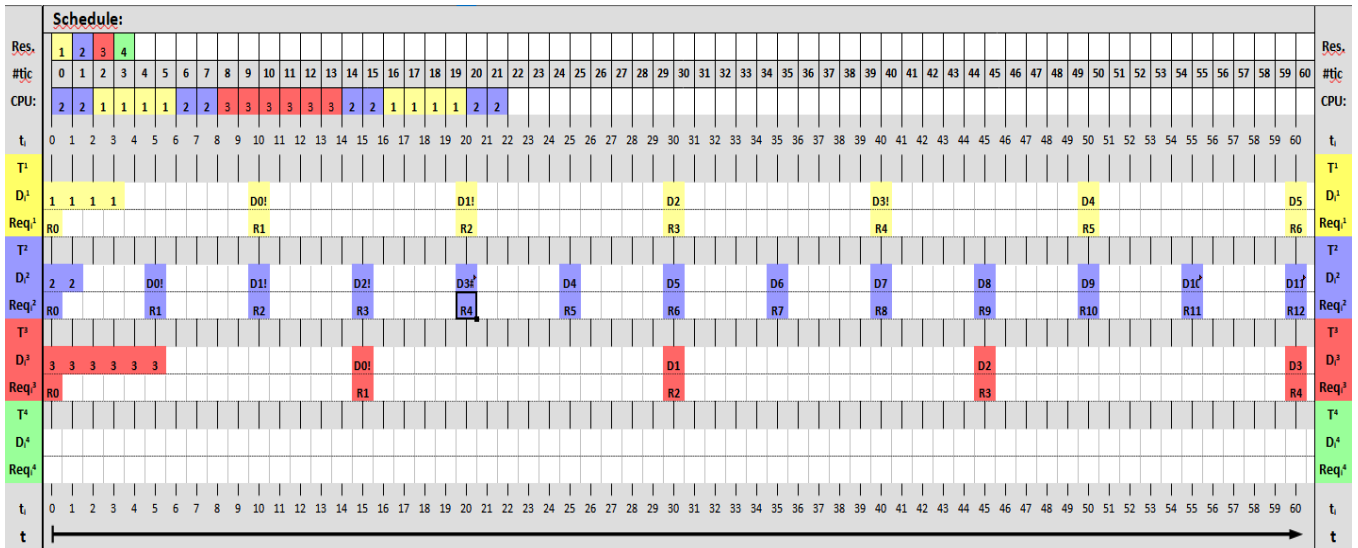 Schedule:
Res, 1 2 3 4 Res,
#tic 0 1 2 3 4 5 6 7 8 9 10 11 12 13 14 15 16 17 18 19 20 21 22 23 24 25 26 27 28 29 30 31 32 33 34 35 36 37 38 39 40 41 42 43 44 45 46 47 48 49 50 51 52 53 54 55 56 57 58 59 60 #tic
CPU: 2 2 1 1 1 1 2 2 3 3 3 3 3 3 2 2 1 1 1 1 2 2 CPU:
tᵢ 0 1 2 3 4 5 6 7 8 9 10 11 12 13 14 15 16 17 18 19 20 21 22 23 24 25 26 27 28 29 30 31 32 33 34 35 36 37 38 39 40 41 42 43 44 45 46 47 48 49 50 51 52 53 54 55 56 57 58 59 60 tᵢ
T¹ T¹
Dᵢ¹ 1 1 1 1 D0! D1! D2 D3! D4 D5 Dᵢ¹
Reqᵢ¹ R0 R1 R2 R3 R4 R5 R6 Reqᵢ¹
T² T²
Dᵢ² 2 2 D0! D1! D2! D3# D4 D5 D6 D7 D8 D9 D10 D11 Dᵢ²
Reqᵢ² R0 R1 R2 R3 R4 R5 R6 R7 R8 R9 R10 R11 R12 Reqᵢ²
T³ T³
Dᵢ³ 3 3 3 3 3 3 D0! D1 D2 D3 Dᵢ³
Reqᵢ³ R0 R1 R2 R3 R4 Reqᵢ³
T⁴ T⁴
Dᵢ⁴ Dᵢ⁴
Reqᵢ⁴ Reqᵢ⁴
tᵢ 0 1 2 3 4 5 6 7 8 9 10 11 12 13 14 15 16 17 18 19 20 21 22 23 24 25 26 27 28 29 30 31 32 33 34 35 36 37 38 39 40 41 42 43 44 45 46 47 48 49 50 51 52 53 54 55 56 57 58 59 60 tᵢ
t t